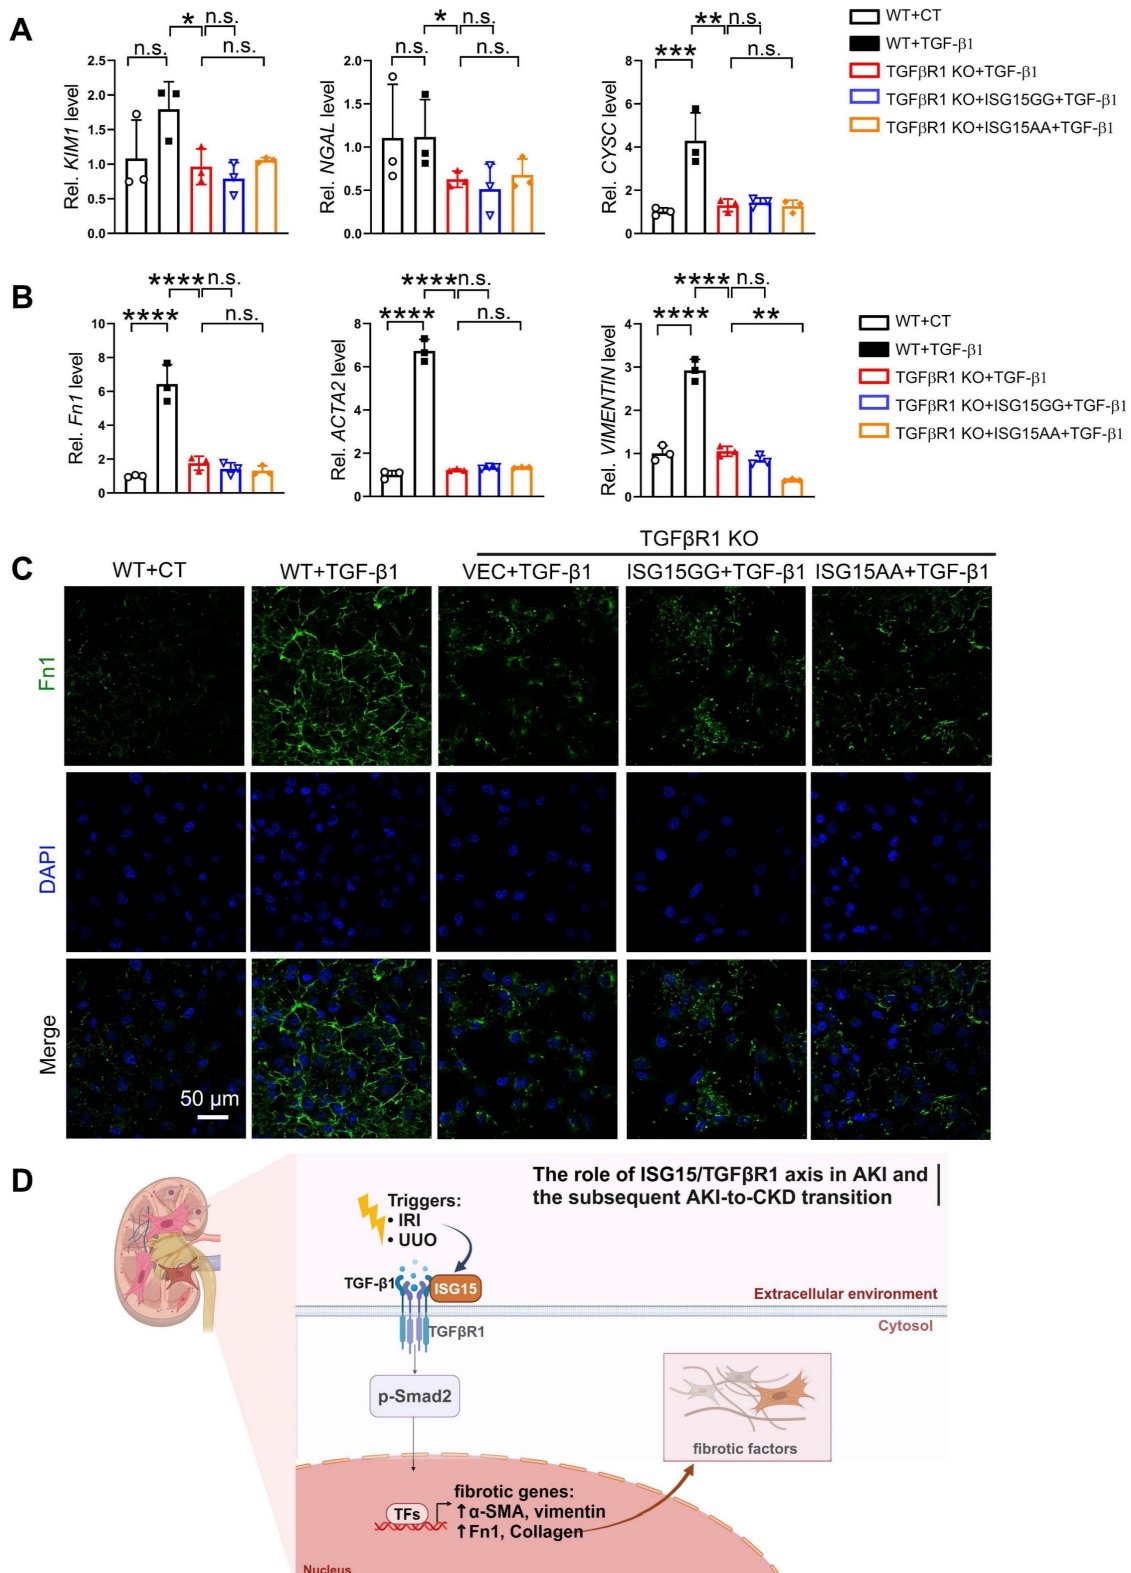 A
* n.s.
n.s. n.s.
Rel. KIM1 level
2.5
2.0
1.5
1.0
0.5
0.0
* n.s.
n.s. n.s.
Rel. NGAL level
2.0
1.5
1.0
0.5
0.0
** n.s.
*** n.s.
Rel. CYSC level
8
6
4
2
0
WT+CT
WT+TGF-β1
TGFβR1 KO+TGF-β1
TGFβR1 KO+ISG15GG+TGF-β1
TGFβR1 KO+ISG15AA+TGF-β1
B
**** n.s.
**** n.s.
Rel. Fn1 level
10
8
6
4
2
0
**** n.s.
**** n.s.
Rel. ACTA2 level
8
6
4
2
0
**** n.s.
**** **
Rel. VIMENTIN level
4
3
2
1
0
WT+CT
WT+TGF-β1
TGFβR1 KO+TGF-β1
TGFβR1 KO+ISG15GG+TGF-β1
TGFβR1 KO+ISG15AA+TGF-β1
C
TGFβR1 KO
WT+CT WT+TGF-β1 VEC+TGF-β1 ISG15GG+TGF-β1 ISG15AA+TGF-β1
Fn1
DAPI
Merge
50 μm
D
The role of ISG15/TGFβR1 axis in AKI and
the subsequent AKI-to-CKD transition
Triggers:
• IRI
• UUO
TGF-β1
ISG15
Extracellular environment
Cytosol
TGFβR1
p-Smad2
fibrotic factors
fibrotic genes:
↑α-SMA, vimentin
↑Fn1, Collagen
TFs
Nucleus